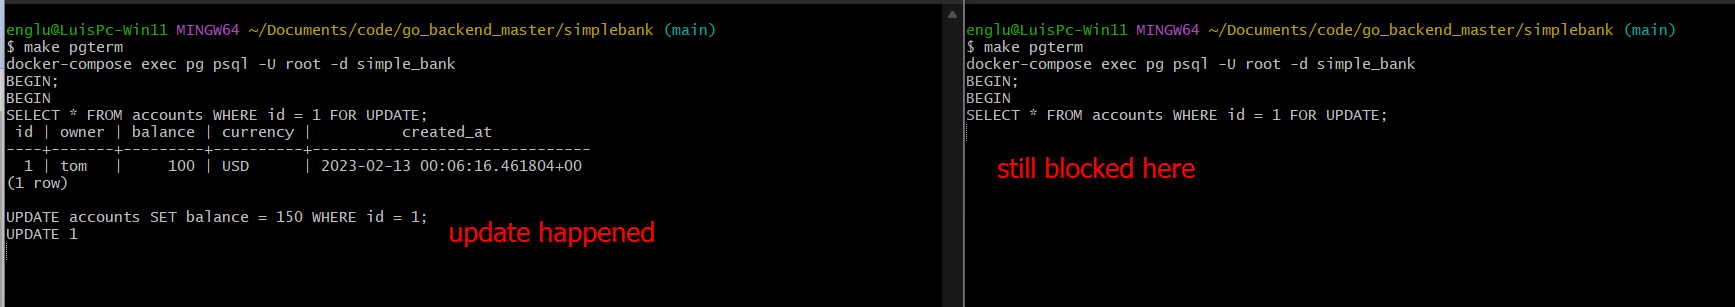 englu@LuisPc-Win11 MINGW64 ~/Documents/code/go_backend_master/simplebank (main)
$ make pgterm
docker-compose exec pg psql -U root -d simple_bank
BEGIN;
BEGIN
SELECT * FROM accounts WHERE id = 1 FOR UPDATE;
 id | owner | balance | currency |          created_at
----+-------+---------+----------+-------------------------------
  1 | tom   |     100 | USD      | 2023-02-13 00:06:16.461804+00
(1 row)
UPDATE accounts SET balance = 150 WHERE id = 1;
UPDATE 1
update happened
englu@LuisPc-Win11 MINGW64 ~/Documents/code/go_backend_master/simplebank (main)
$ make pgterm
docker-compose exec pg psql -U root -d simple_bank
BEGIN;
BEGIN
SELECT * FROM accounts WHERE id = 1 FOR UPDATE;
still blocked here